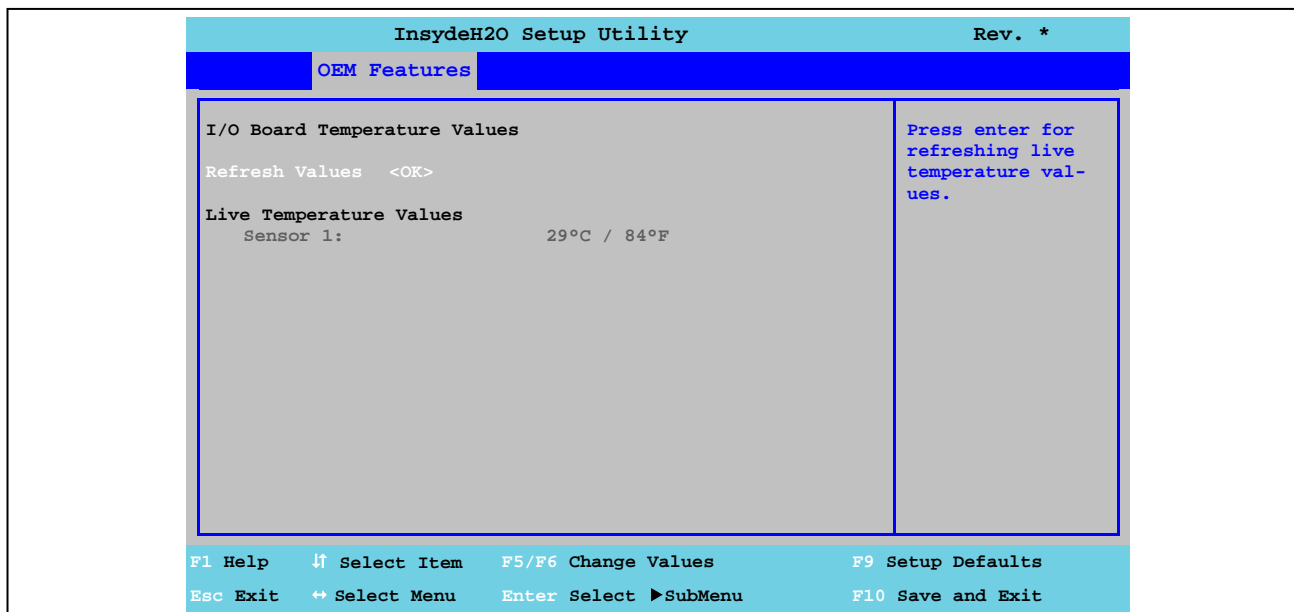 InsydeH2O Setup Utility Rev. *
OEM Features
I/O Board Temperature Values
Refresh Values <OK>
Live Temperature Values
Sensor 1: 29°C / 84°F
Press enter for
refreshing live
temperature val-
ues.
F1 Help ↓↑ Select Item F5/F6 Change Values F9 Setup Defaults
Esc Exit ↔ Select Menu Enter Select ▶SubMenu F10 Save and Exit